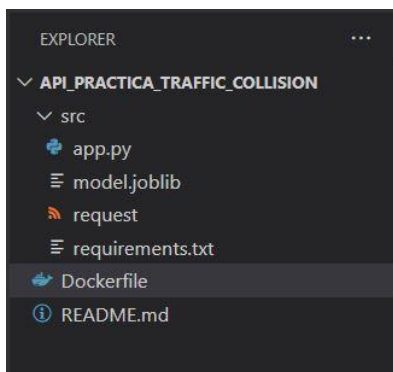 EXPLORER ...
API_PRACTICA_TRAFFIC_COLLISION
src
app.py
model.joblib
request
requirements.txt
Dockerfile
README.md